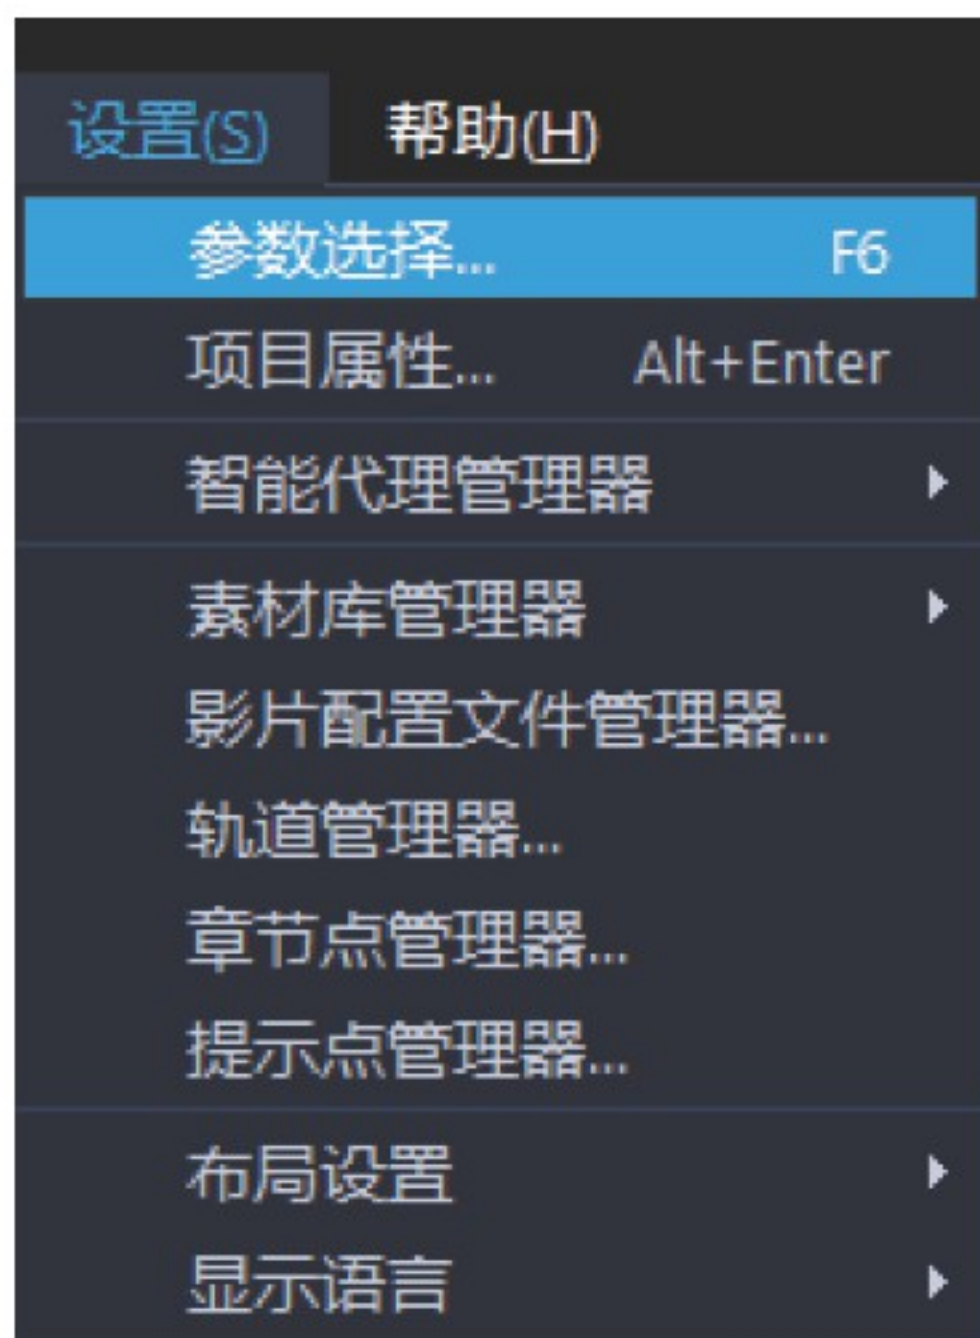 设置(S) 帮助(H)
参数选择... F6
项目属性... Alt+Enter
智能代理管理器
素材库管理器
影片配置文件管理器...
轨道管理器...
章节点管理器...
提示点管理器...
布局设置
显示语言